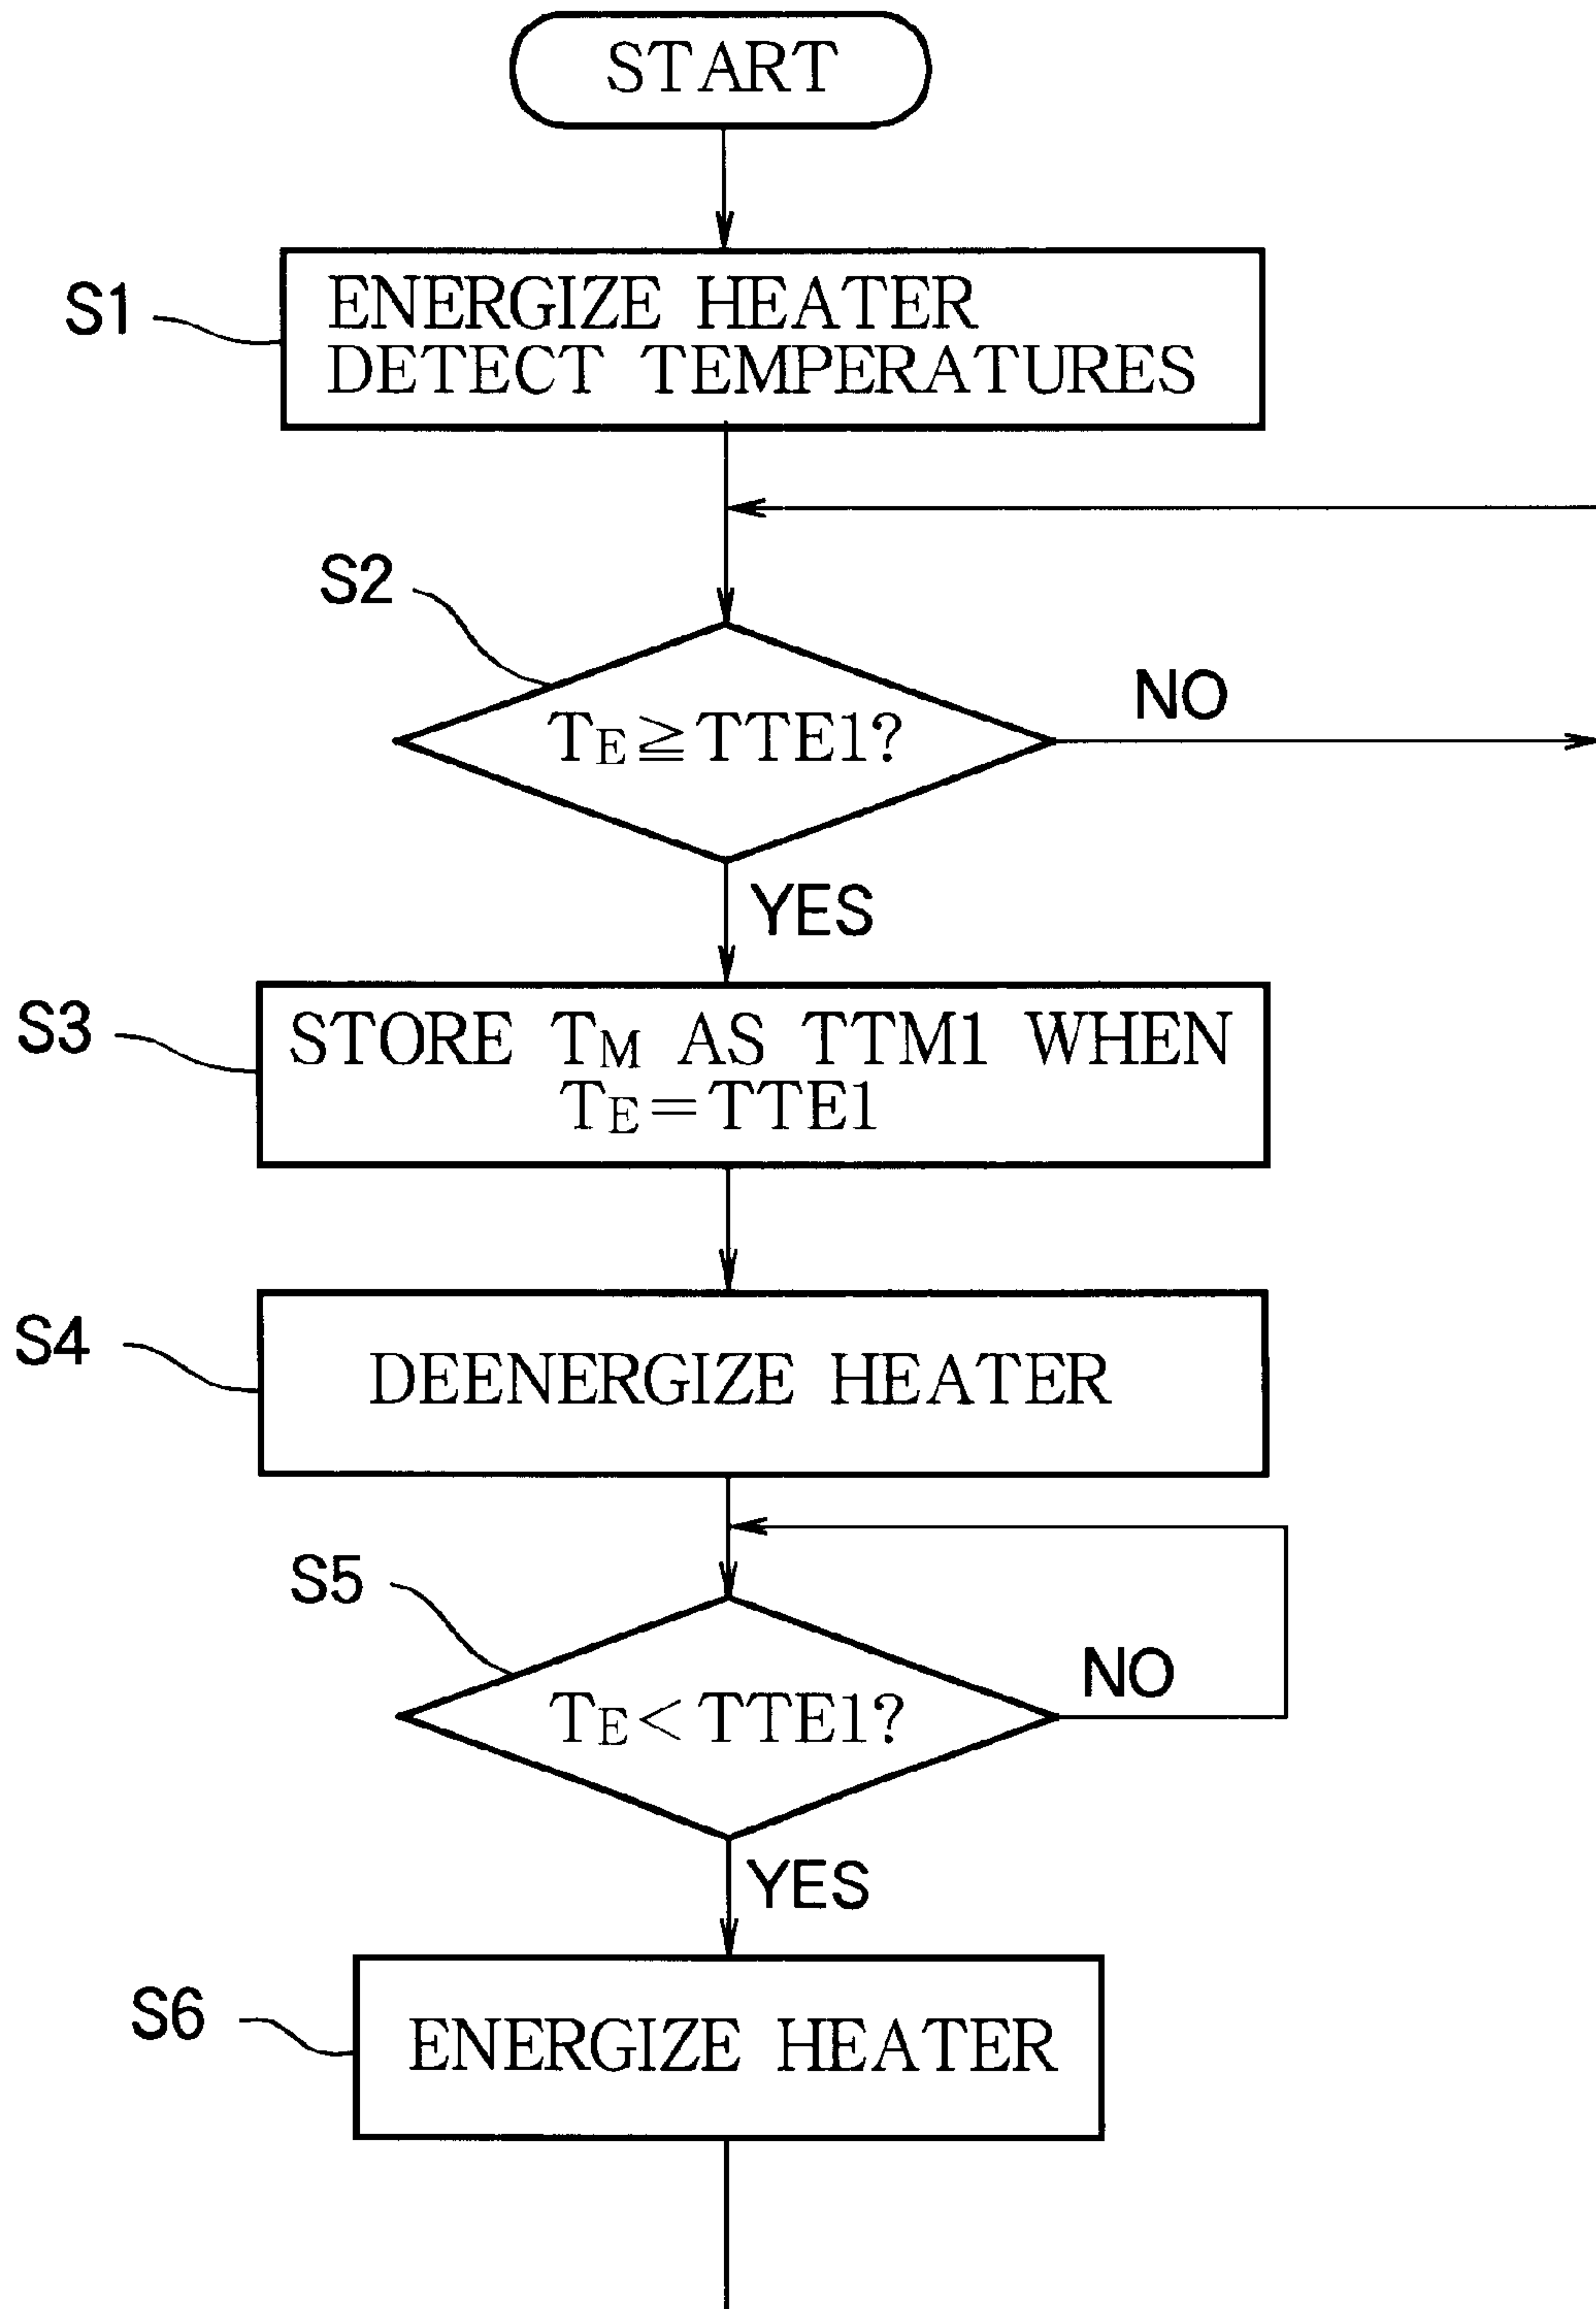 START
S1
ENERGIZE HEATER
DETECT TEMPERATURES
S2
TE≧TTE1?
NO
YES
S3
STORE TM AS TTM1 WHEN
TE=TTE1
S4
DEENERGIZE HEATER
S5
TE<TTE1?
NO
YES
S6
ENERGIZE HEATER